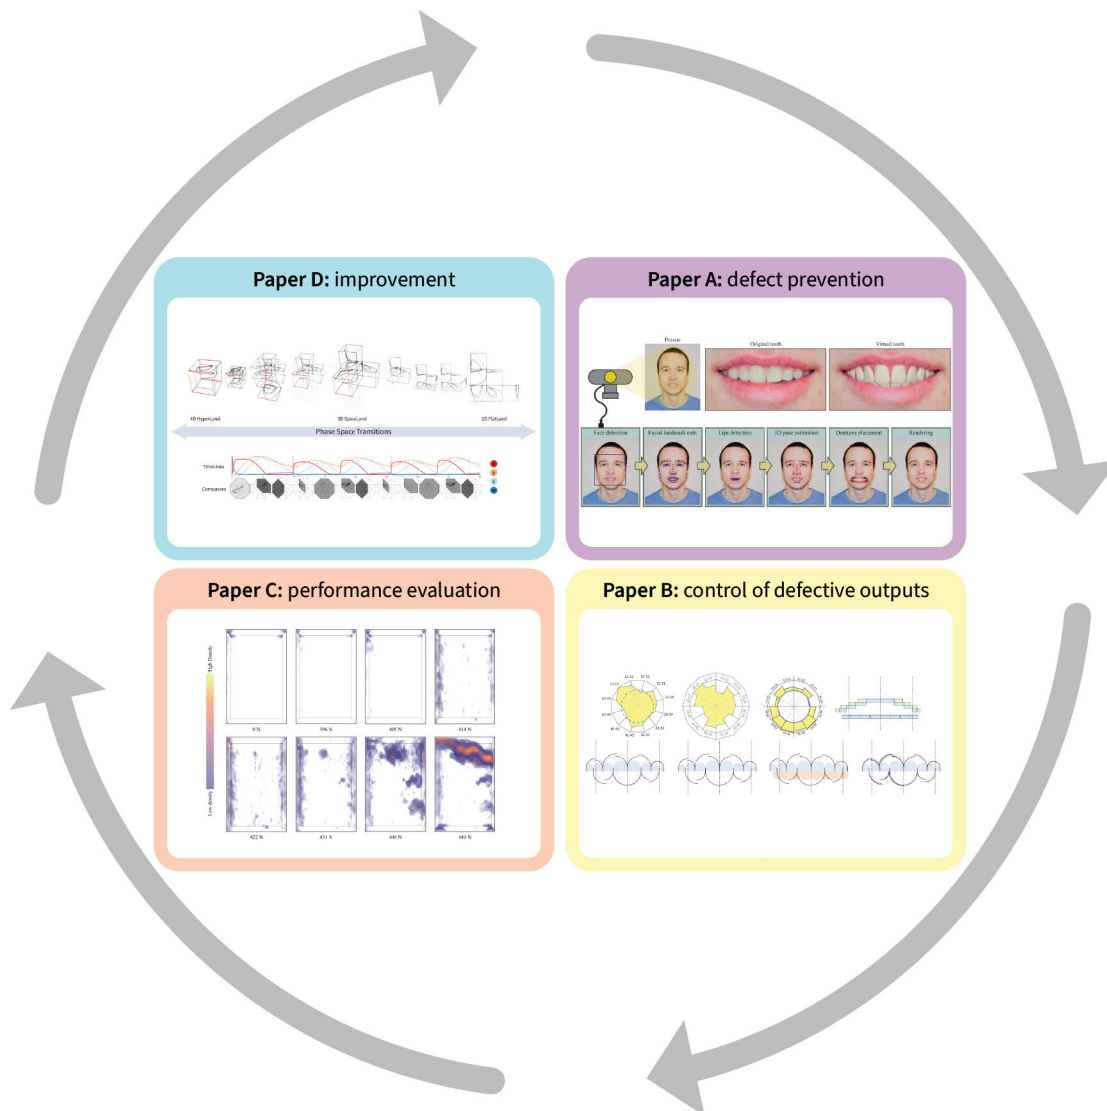 Paper D: improvement
4D HyperLand
3D SpaceLand
2D FlatLand
Phase Space Transitions
TimeLines
Compasses
Paper A: defect prevention
Person
Original teeth
Virtual teeth
Face detection
Facial landmark extr.
Lips detection
3D pose estimation
Dentures placement
Rendering
Paper C: performance evaluation
High Density
Low density
0 N
396 N
405 N
414 N
422 N
431 N
440 N
449 N
Paper B: control of defective outputs